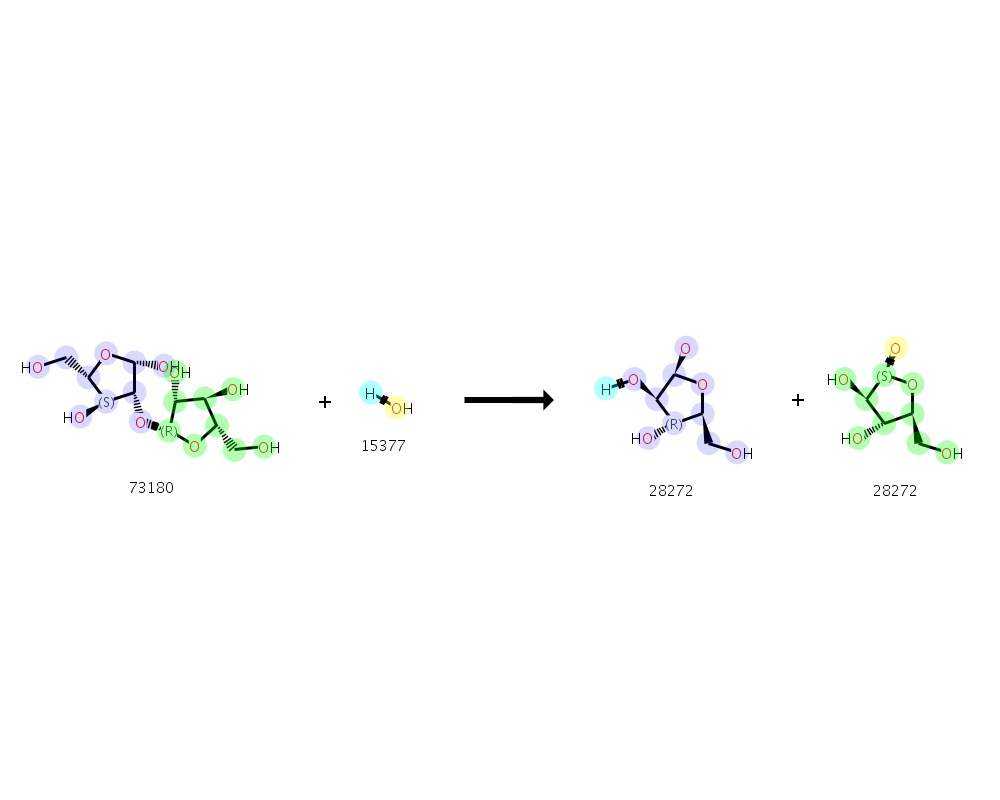 HO O OH
OH OH
HO (S) O (R) O OH
73180
+
H OH
15377
O
H O O
HO (R) OH
28272
+
O
HO (S) O
HO OH
28272